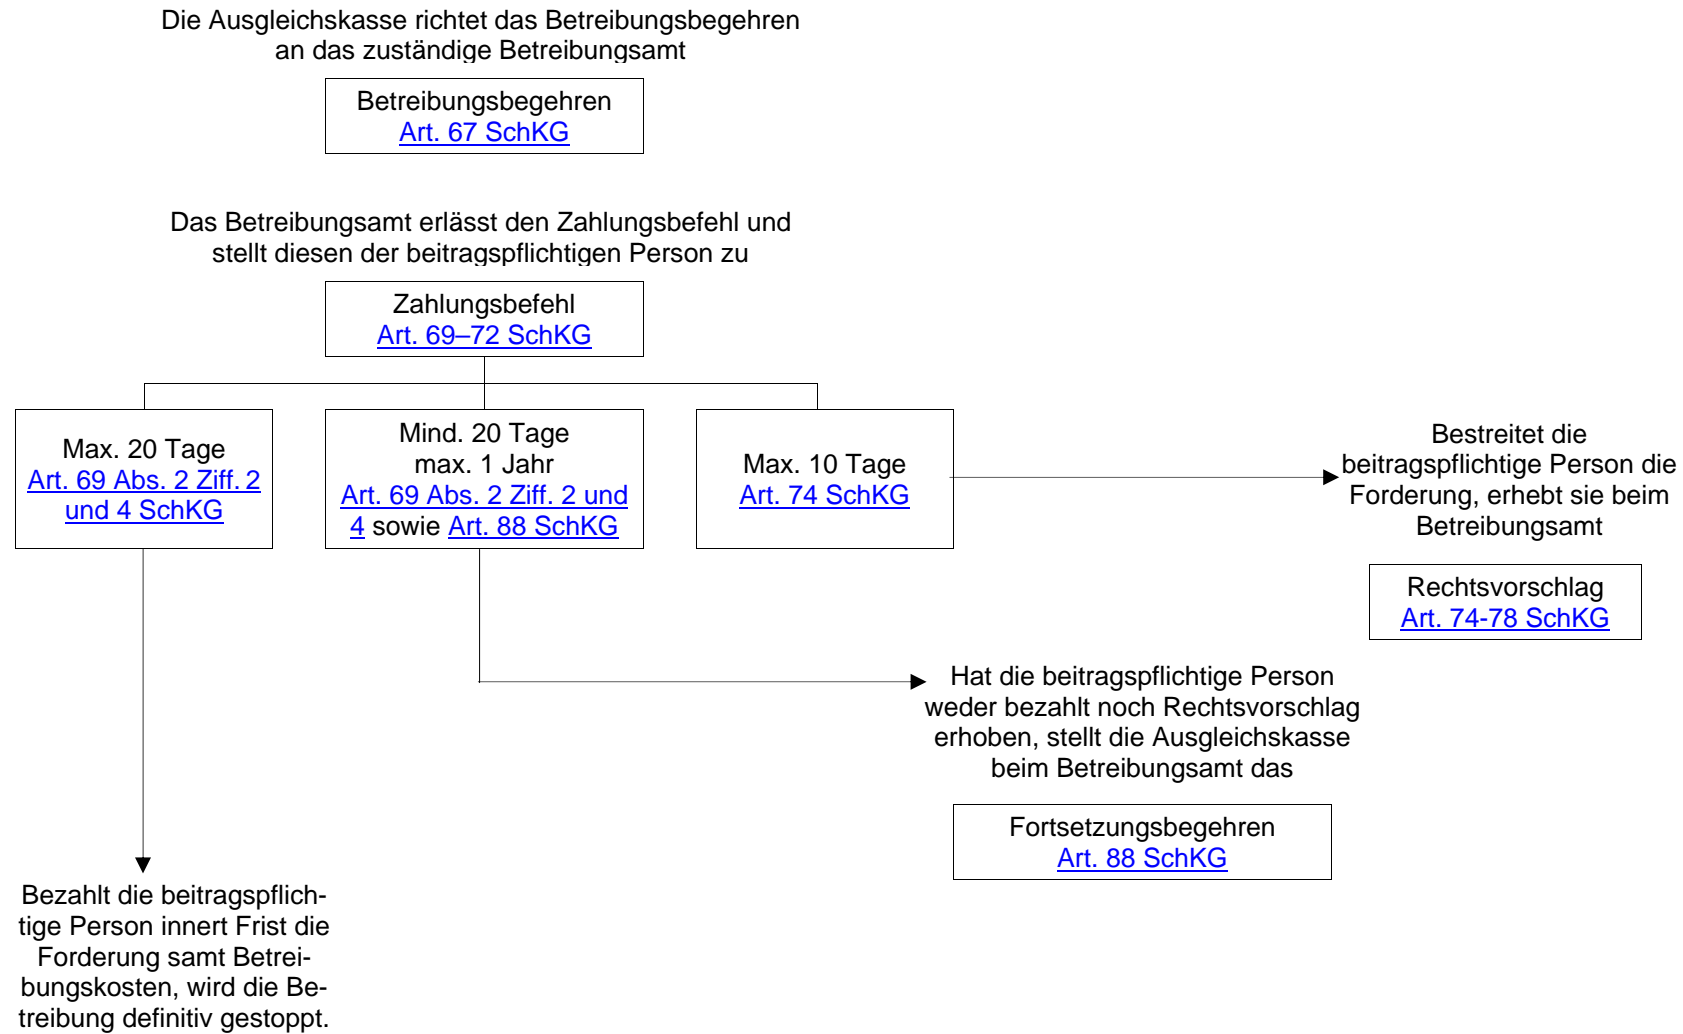 Die Ausgleichskasse richtet das Betreibungsbegehren
an das zuständige Betreibungsamt
Betreibungsbegehren
Art. 67 SchKG
Das Betreibungsamt erlässt den Zahlungsbefehl und
stellt diesen der beitragspflichtigen Person zu
Zahlungsbefehl
Art. 69–72 SchKG
Max. 20 Tage
Art. 69 Abs. 2 Ziff. 2
und 4 SchKG
Mind. 20 Tage
max. 1 Jahr
Art. 69 Abs. 2 Ziff. 2 und
4 sowie Art. 88 SchKG
Max. 10 Tage
Art. 74 SchKG
Bestreitet die
beitragspflichtige Person die
Forderung, erhebt sie beim
Betreibungsamt
Rechtsvorschlag
Art. 74-78 SchKG
Hat die beitragspflichtige Person
weder bezahlt noch Rechtsvorschlag
erhoben, stellt die Ausgleichskasse
beim Betreibungsamt das
Fortsetzungsbegehren
Art. 88 SchKG
Bezahlt die beitragspflich-
tige Person innert Frist die
Forderung samt Betrei-
bungskosten, wird die Be-
treibung definitiv gestoppt.